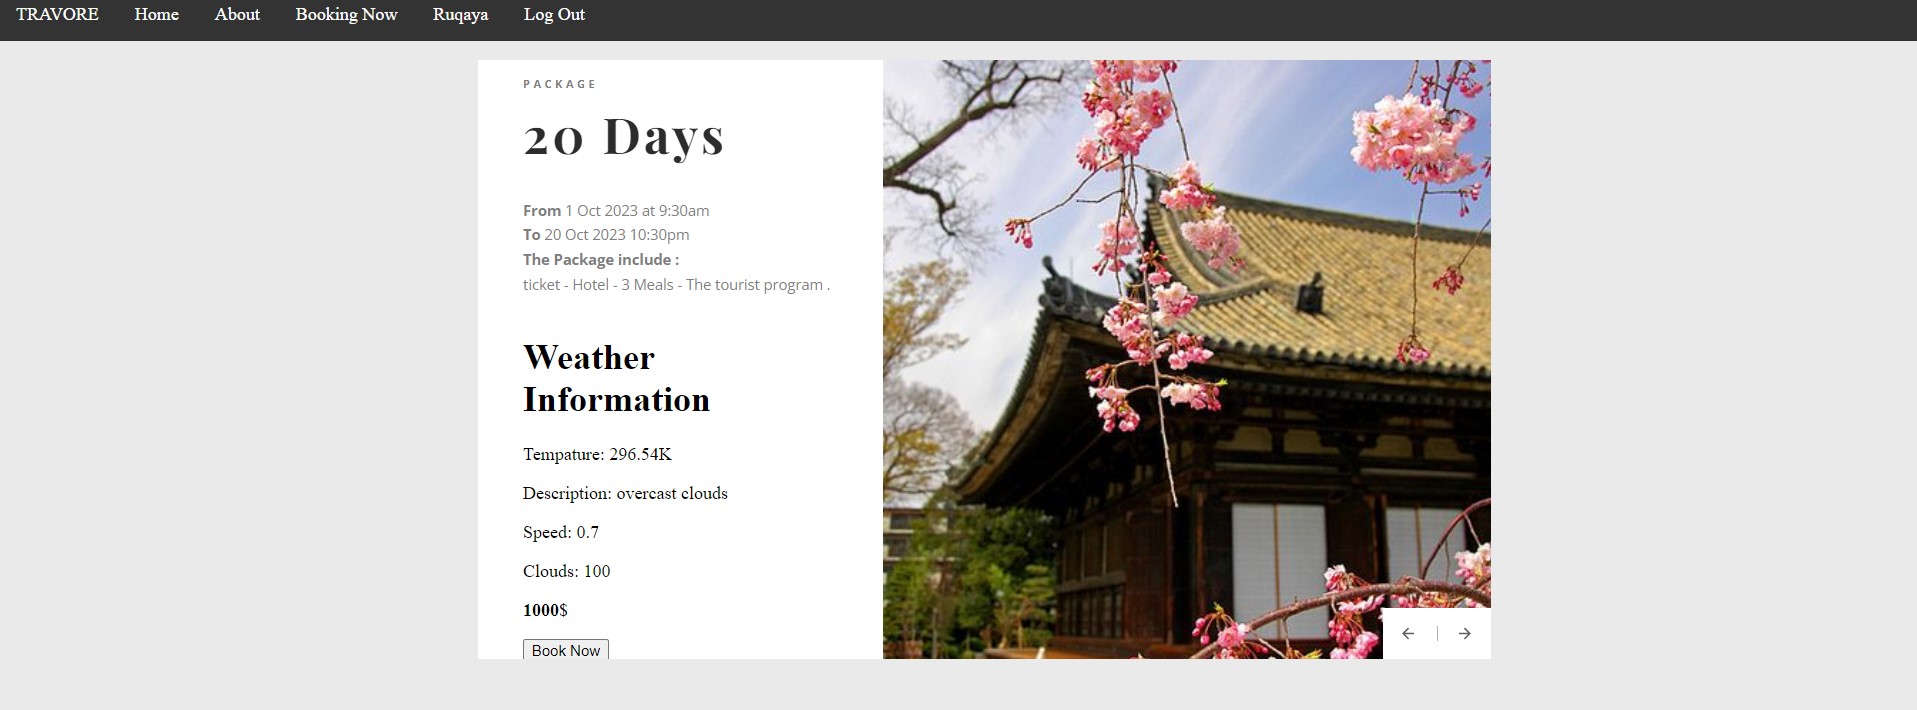 TRAVORE Home About Booking Now Ruqaya Log Out
PACKAGE
20 Days
From 1 Oct 2023 at 9:30am
To 20 Oct 2023 10:30pm
The Package include :
ticket - Hotel - 3 Meals - The tourist program .
Weather
Information
Tempature: 296.54K
Description: overcast clouds
Speed: 0.7
Clouds: 100
1000$
Book Now